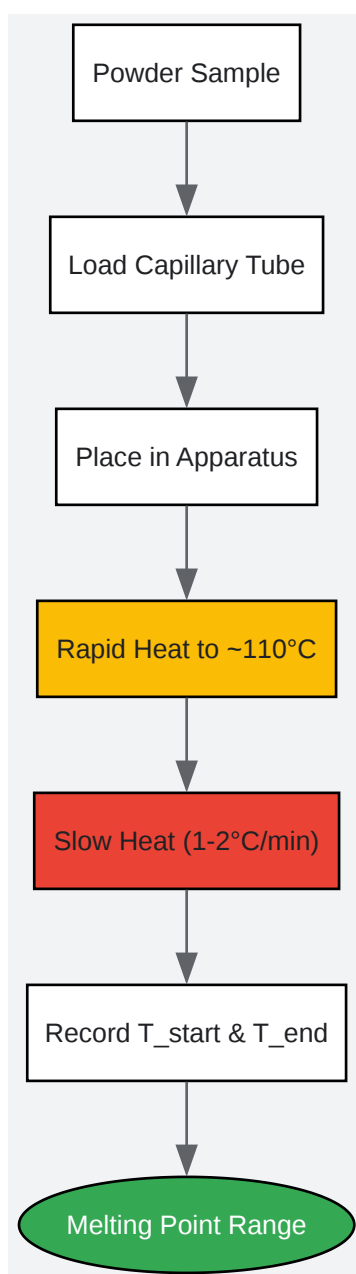 Powder Sample
Load Capillary Tube
Place in Apparatus
Rapid Heat to ~110°C
Slow Heat (1-2°C/min)
Record T_start & T_end
Melting Point Range